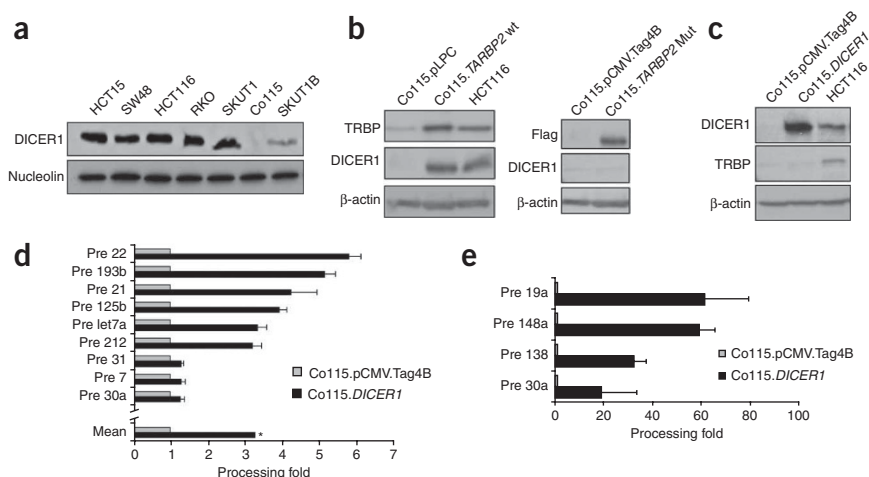 a
HCT15
SW48
HCT116
RKO
SKUT1
Co115
SKUT1B
DICER1
Nucleolin
b
Co115.pLPC
Co115.TARBP2 wt
HCT116
TRBP
DICER1
β-actin
Co115.pCMV.Tag4B
Co115.TARBP2 Mut
Flag
DICER1
β-actin
c
Co115.pCMV.Tag4B
Co115.DICER1
HCT116
DICER1
TRBP
β-actin
d
Pre 22
Pre 193b
Pre 21
Pre 125b
Pre let7a
Pre 212
Pre 31
Pre 7
Pre 30a
Mean
*
Co115.pCMV.Tag4B
Co115.DICER1
0 1 2 3 4 5 6 7
Processing fold
e
Pre 19a
Pre 148a
Pre 138
Pre 30a
Co115.pCMV.Tag4B
Co115.DICER1
0 20 40 60 80 100
Processing fold